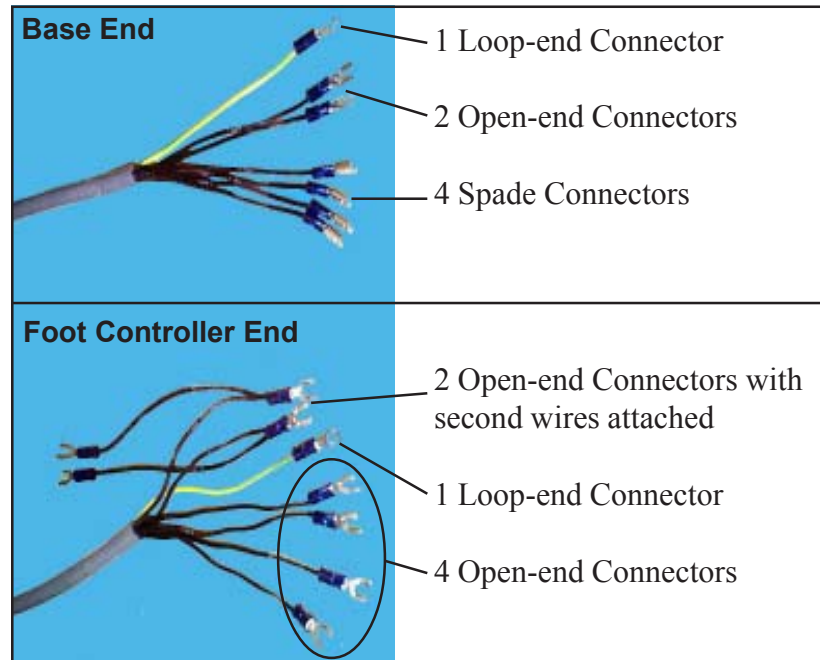 Base End
1 Loop-end Connector
2 Open-end Connectors
4 Spade Connectors
Foot Controller End
2 Open-end Connectors with
second wires attached
1 Loop-end Connector
4 Open-end Connectors